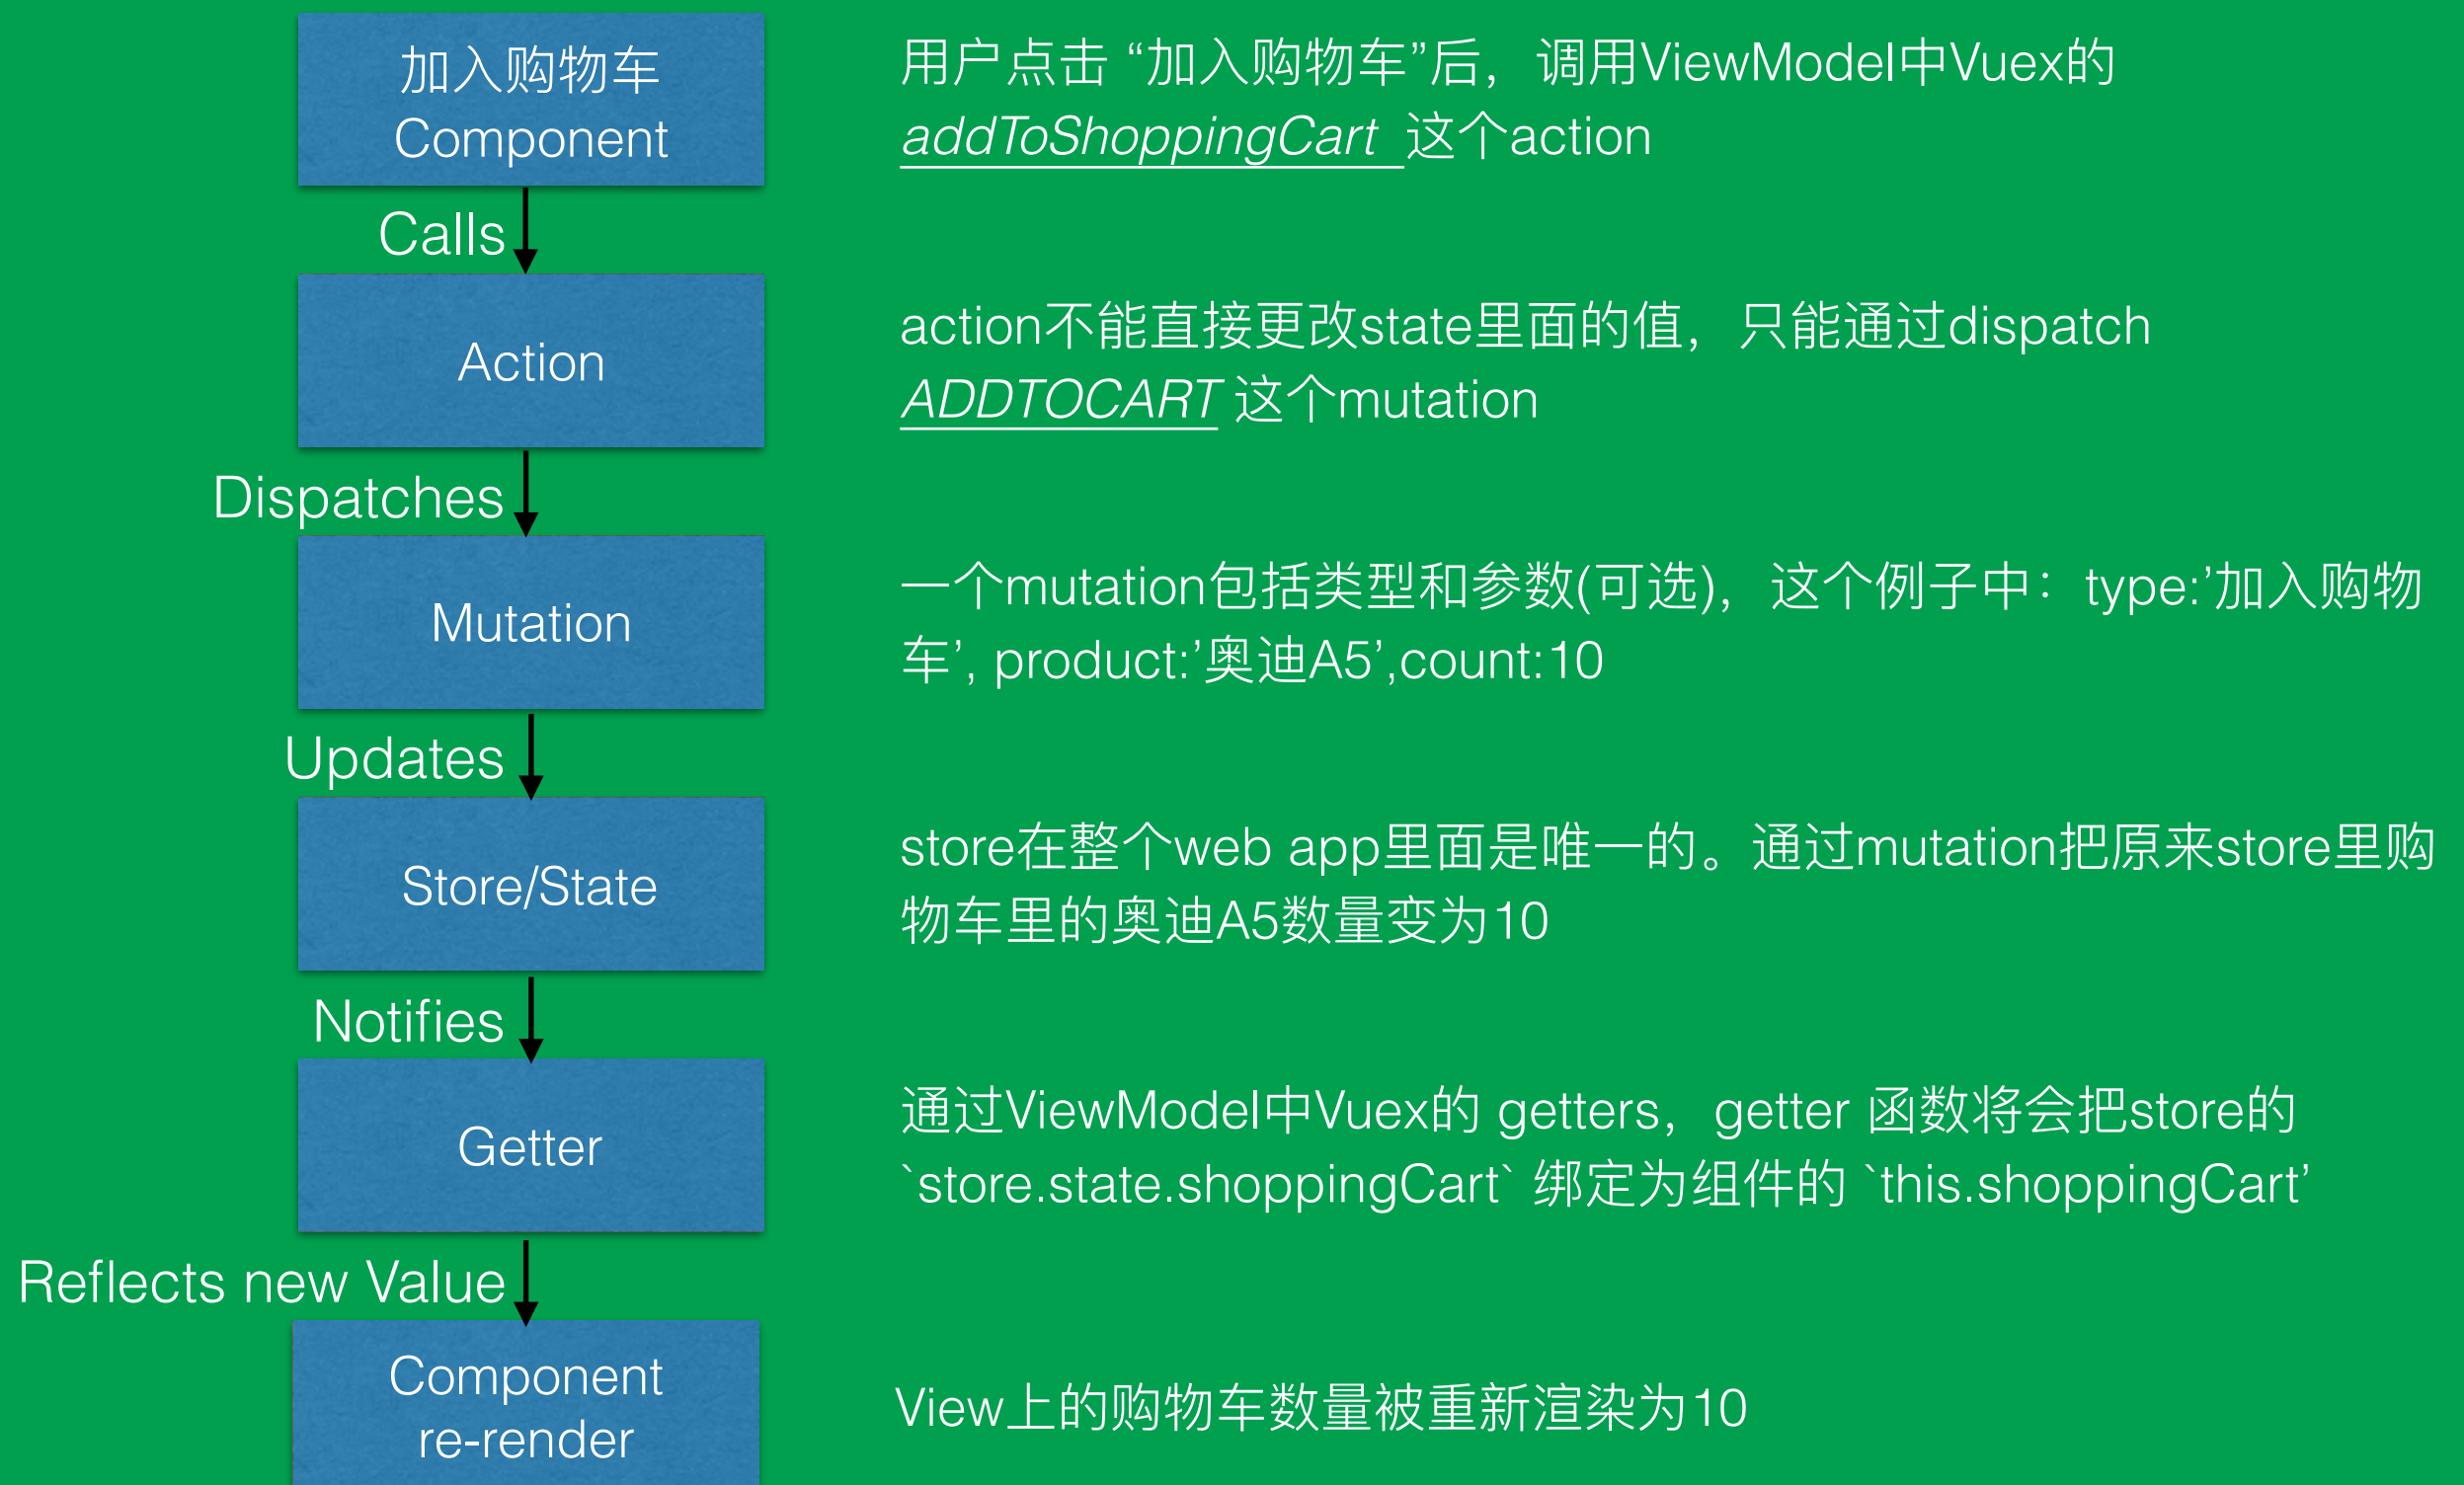 加入购物车
Component
用户点击 “加入购物车”后，调用ViewModel中Vuex的
addToShoppingCart 这个action
Calls
Action
action不能直接更改state里面的值，只能通过dispatch
ADDTOCART 这个mutation
Dispatches
Mutation
一个mutation包括类型和参数(可选)，这个例子中：type:’加入购物
车’, product:’奥迪A5’,count:10
Updates
Store/State
store在整个web app里面是唯一的。通过mutation把原来store里购
物车里的奥迪A5数量变为10
Notifies
Getter
通过ViewModel中Vuex的 getters，getter 函数将会把store的
`store.state.shoppingCart` 绑定为组件的 `this.shoppingCart’
Reflects new Value
Component
re-render
View上的购物车数量被重新渲染为10